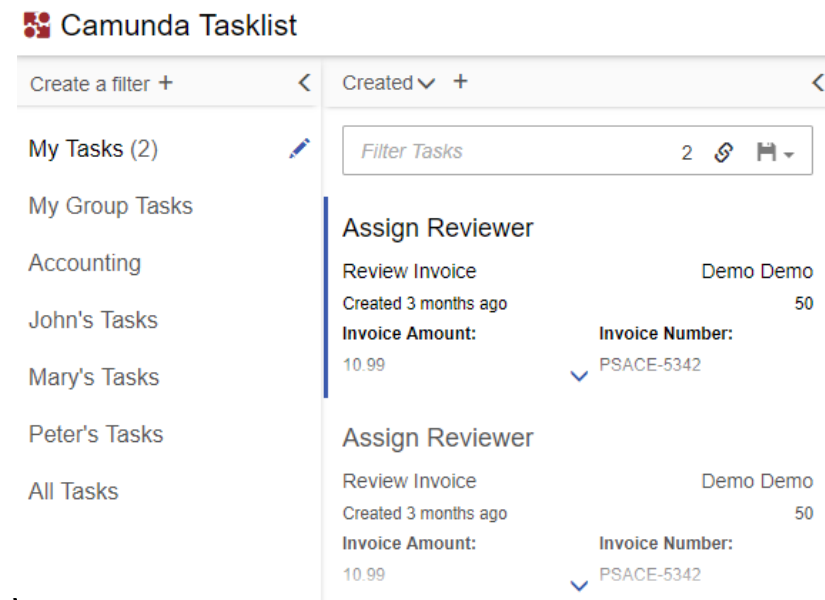 Camunda Tasklist
Create a filter +
My Tasks (2)
My Group Tasks
Accounting
John's Tasks
Mary's Tasks
Peter's Tasks
All Tasks
Created +
Filter Tasks 2
Assign Reviewer
Review Invoice Demo Demo
Created 3 months ago 50
Invoice Amount: Invoice Number:
10.99 PSACE-5342
Assign Reviewer
Review Invoice Demo Demo
Created 3 months ago 50
Invoice Amount: Invoice Number:
10.99 PSACE-5342